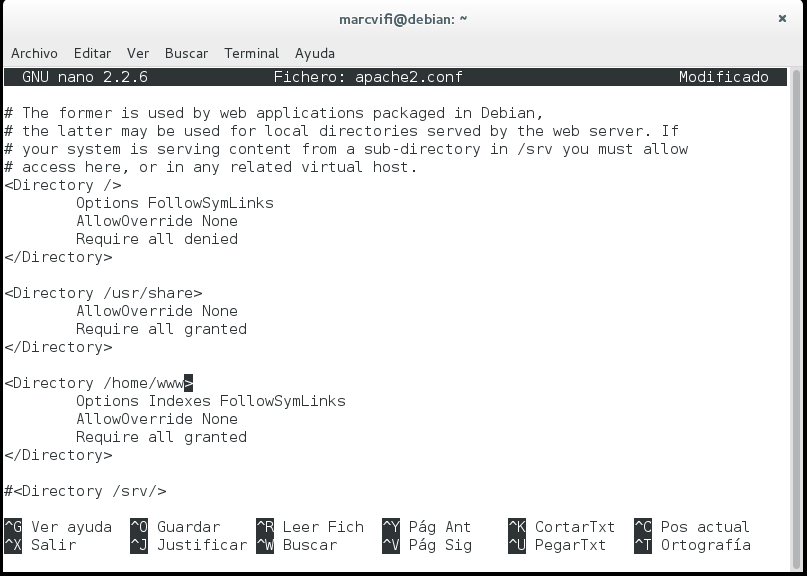 marcvifi@debian: ~ ×
Archivo Editar Ver Buscar Terminal Ayuda
GNU nano 2.2.6 Fichero: apache2.conf Modificado
# The former is used by web applications packaged in Debian,
# the latter may be used for local directories served by the web server. If
# your system is serving content from a sub-directory in /srv you must allow
# access here, or in any related virtual host.
<Directory />
Options FollowSymLinks
AllowOverride None
Require all denied
</Directory>
<Directory /usr/share>
AllowOverride None
Require all granted
</Directory>
<Directory /home/www>
Options Indexes FollowSymLinks
AllowOverride None
Require all granted
</Directory>
#<Directory /srv/>
^G Ver ayuda ^O Guardar ^R Leer Fich ^Y Pág Ant ^K CortarTxt ^C Pos actual
^X Salir ^J Justificar ^W Buscar ^V Pág Sig ^U PegarTxt ^T Ortografía